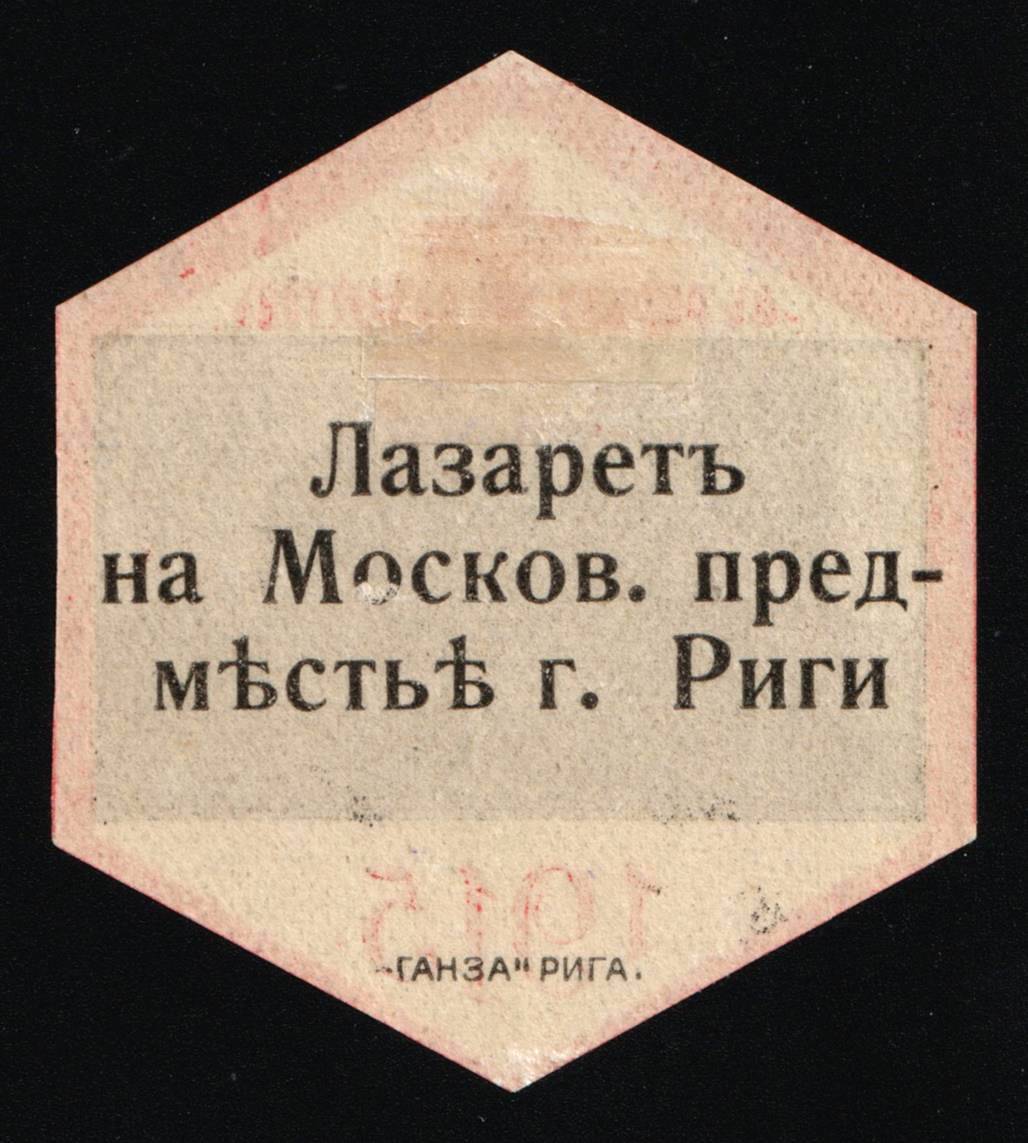 Лазаретъ
на Москов. пред-
мѣстьѣ г. Риги
1915
„ГАНЗА" РИГА.